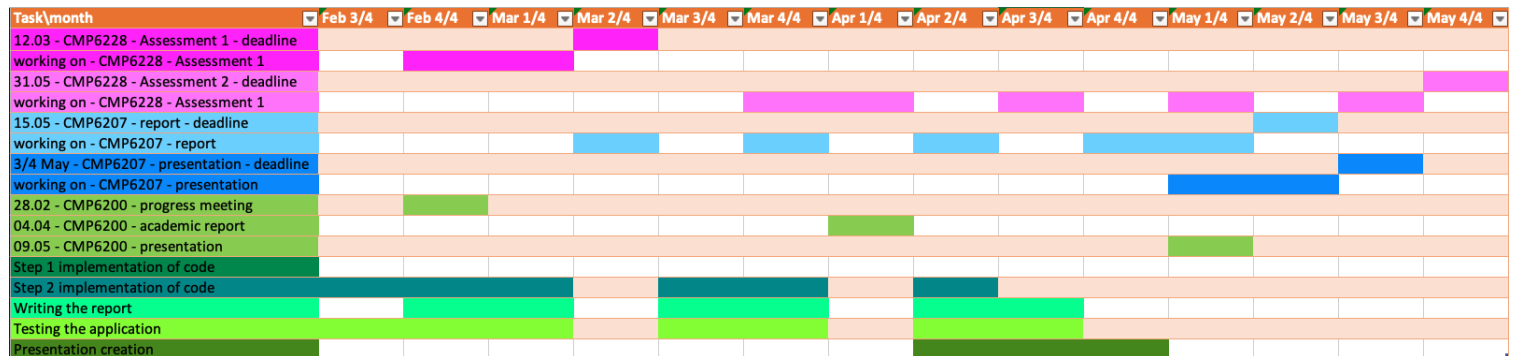 Task\month Feb 3/4 Feb 4/4 Mar 1/4 Mar 2/4 Mar 3/4 Mar 4/4 Apr 1/4 Apr 2/4 Apr 3/4 Apr 4/4 May 1/4 May 2/4 May 3/4 May 4/4
12.03 - CMP6228 - Assessment 1 - deadline
working on - CMP6228 - Assessment 1
31.05 - CMP6228 - Assessment 2 - deadline
working on - CMP6228 - Assessment 1
15.05 - CMP6207 - report - deadline
working on - CMP6207 - report
3/4 May - CMP6207 - presentation - deadline
working on - CMP6207 - presentation
28.02 - CMP6200 - progress meeting
04.04 - CMP6200 - academic report
09.05 - CMP6200 - presentation
Step 1 implementation of code
Step 2 implementation of code
Writing the report
Testing the application
Presentation creation